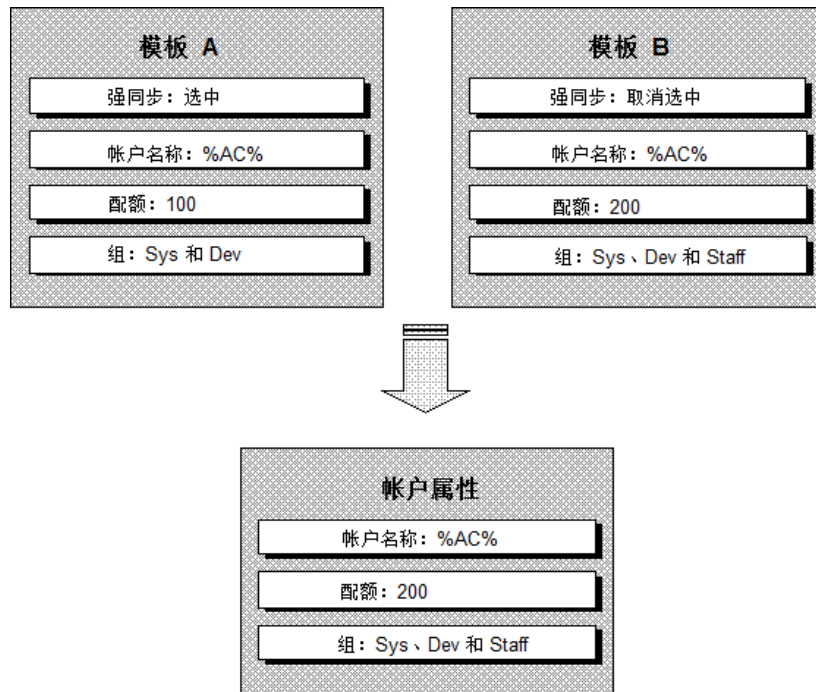 模板 A
强同步：选中
帐户名称：%AC%
配额：100
组：Sys 和 Dev
模板 B
强同步：取消选中
帐户名称：%AC%
配额：200
组：Sys、Dev 和 Staff
帐户属性
帐户名称：%AC%
配额：200
组：Sys、Dev 和 Staff